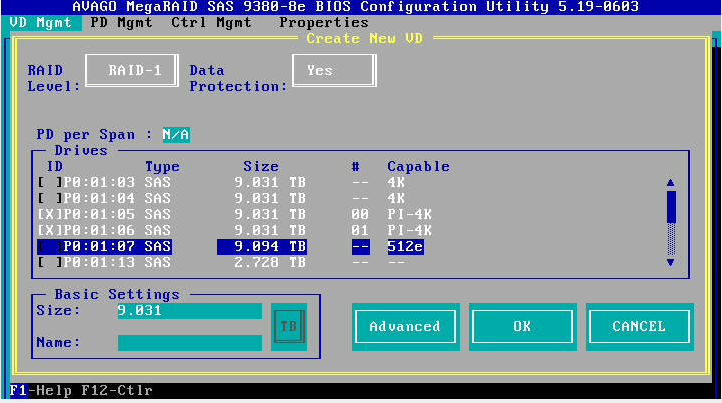 AVAGO MegaRAID SAS 9380-8e BIOS Configuration Utility 5.19-0603
VD Mgmt PD Mgmt Ctrl Mgmt Properties
Create New VD
RAID Level: RAID-1 Data Protection: Yes
PD per Span : N/A
Drives
ID Type Size # Capable
[ ]P0:01:03 SAS 9.031 TB -- 4K
[ ]P0:01:04 SAS 9.031 TB -- 4K
[X]P0:01:05 SAS 9.031 TB 00 PI-4K
[X]P0:01:06 SAS 9.031 TB 01 PI-4K
[ ]P0:01:07 SAS 9.094 TB -- 512e
[ ]P0:01:13 SAS 2.728 TB -- --
Basic Settings
Size: 9.031 TB
Name:
Advanced OK CANCEL
F1-Help F12-Ctlr